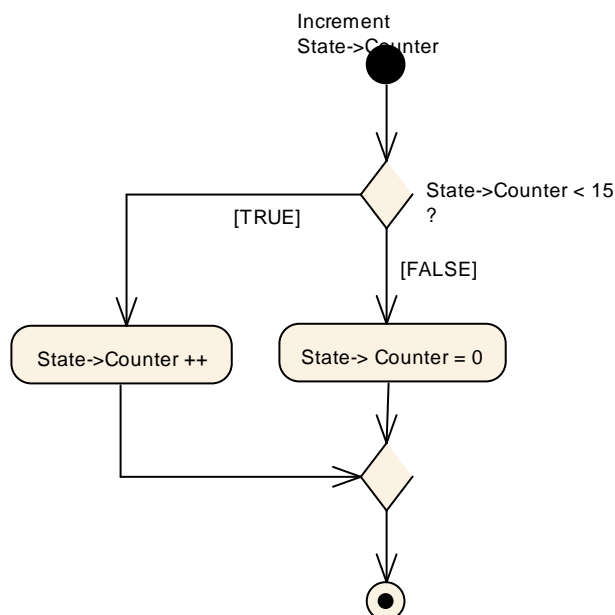 Increment
State->Counter
State->Counter < 15
?
[TRUE]
[FALSE]
State->Counter ++
State-> Counter = 0